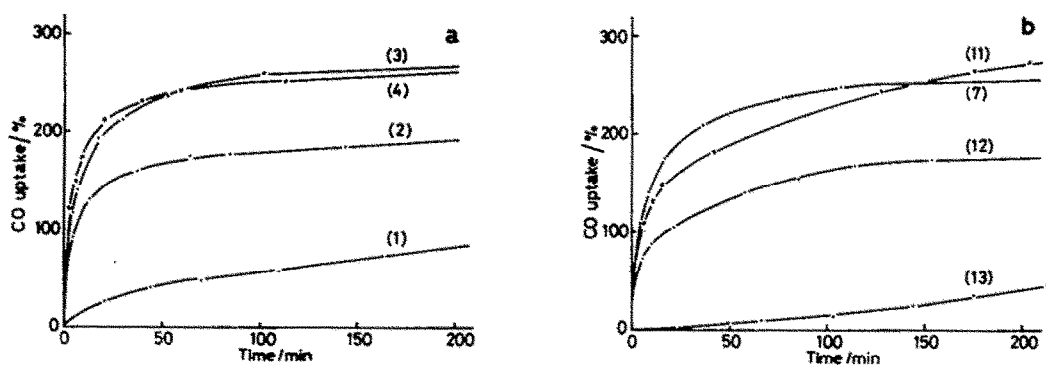 a
300
(3)
(4)
200
(2)
100
(1)
0
CO uptake/%
0 50 100 150 200
Time/min
b
300
(11)
(7)
200
(12)
100
(13)
0
CO uptake/%
0 50 100 150 200
Time/min